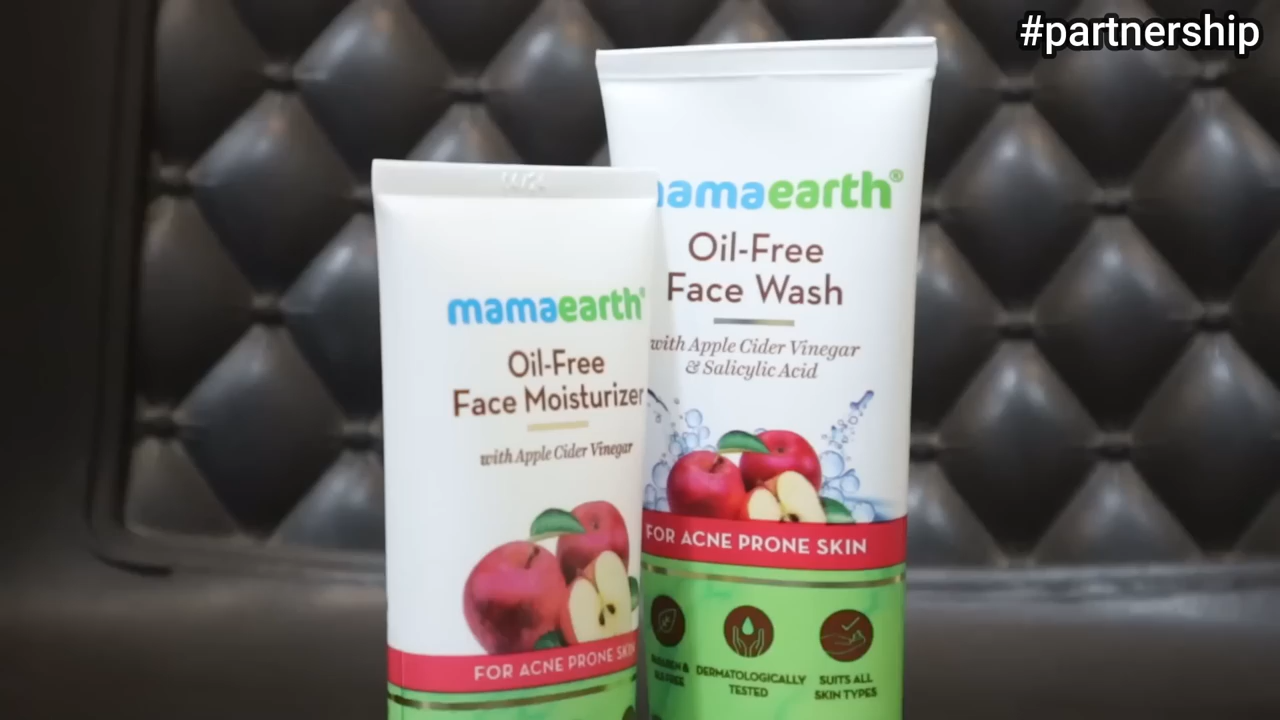 #partnership
mamaearth
Oil-Free
Face Moisturizer
with Apple Cider Vinegar
FOR ACNE PRONE SKIN
amaearth®
Oil-Free
Face Wash
with Apple Cider Vinegar
& Salicylic Acid
FOR ACNE PRONE SKIN
DERMATOLOGICALLY
TESTED
SUITS ALL
SKIN TYPES